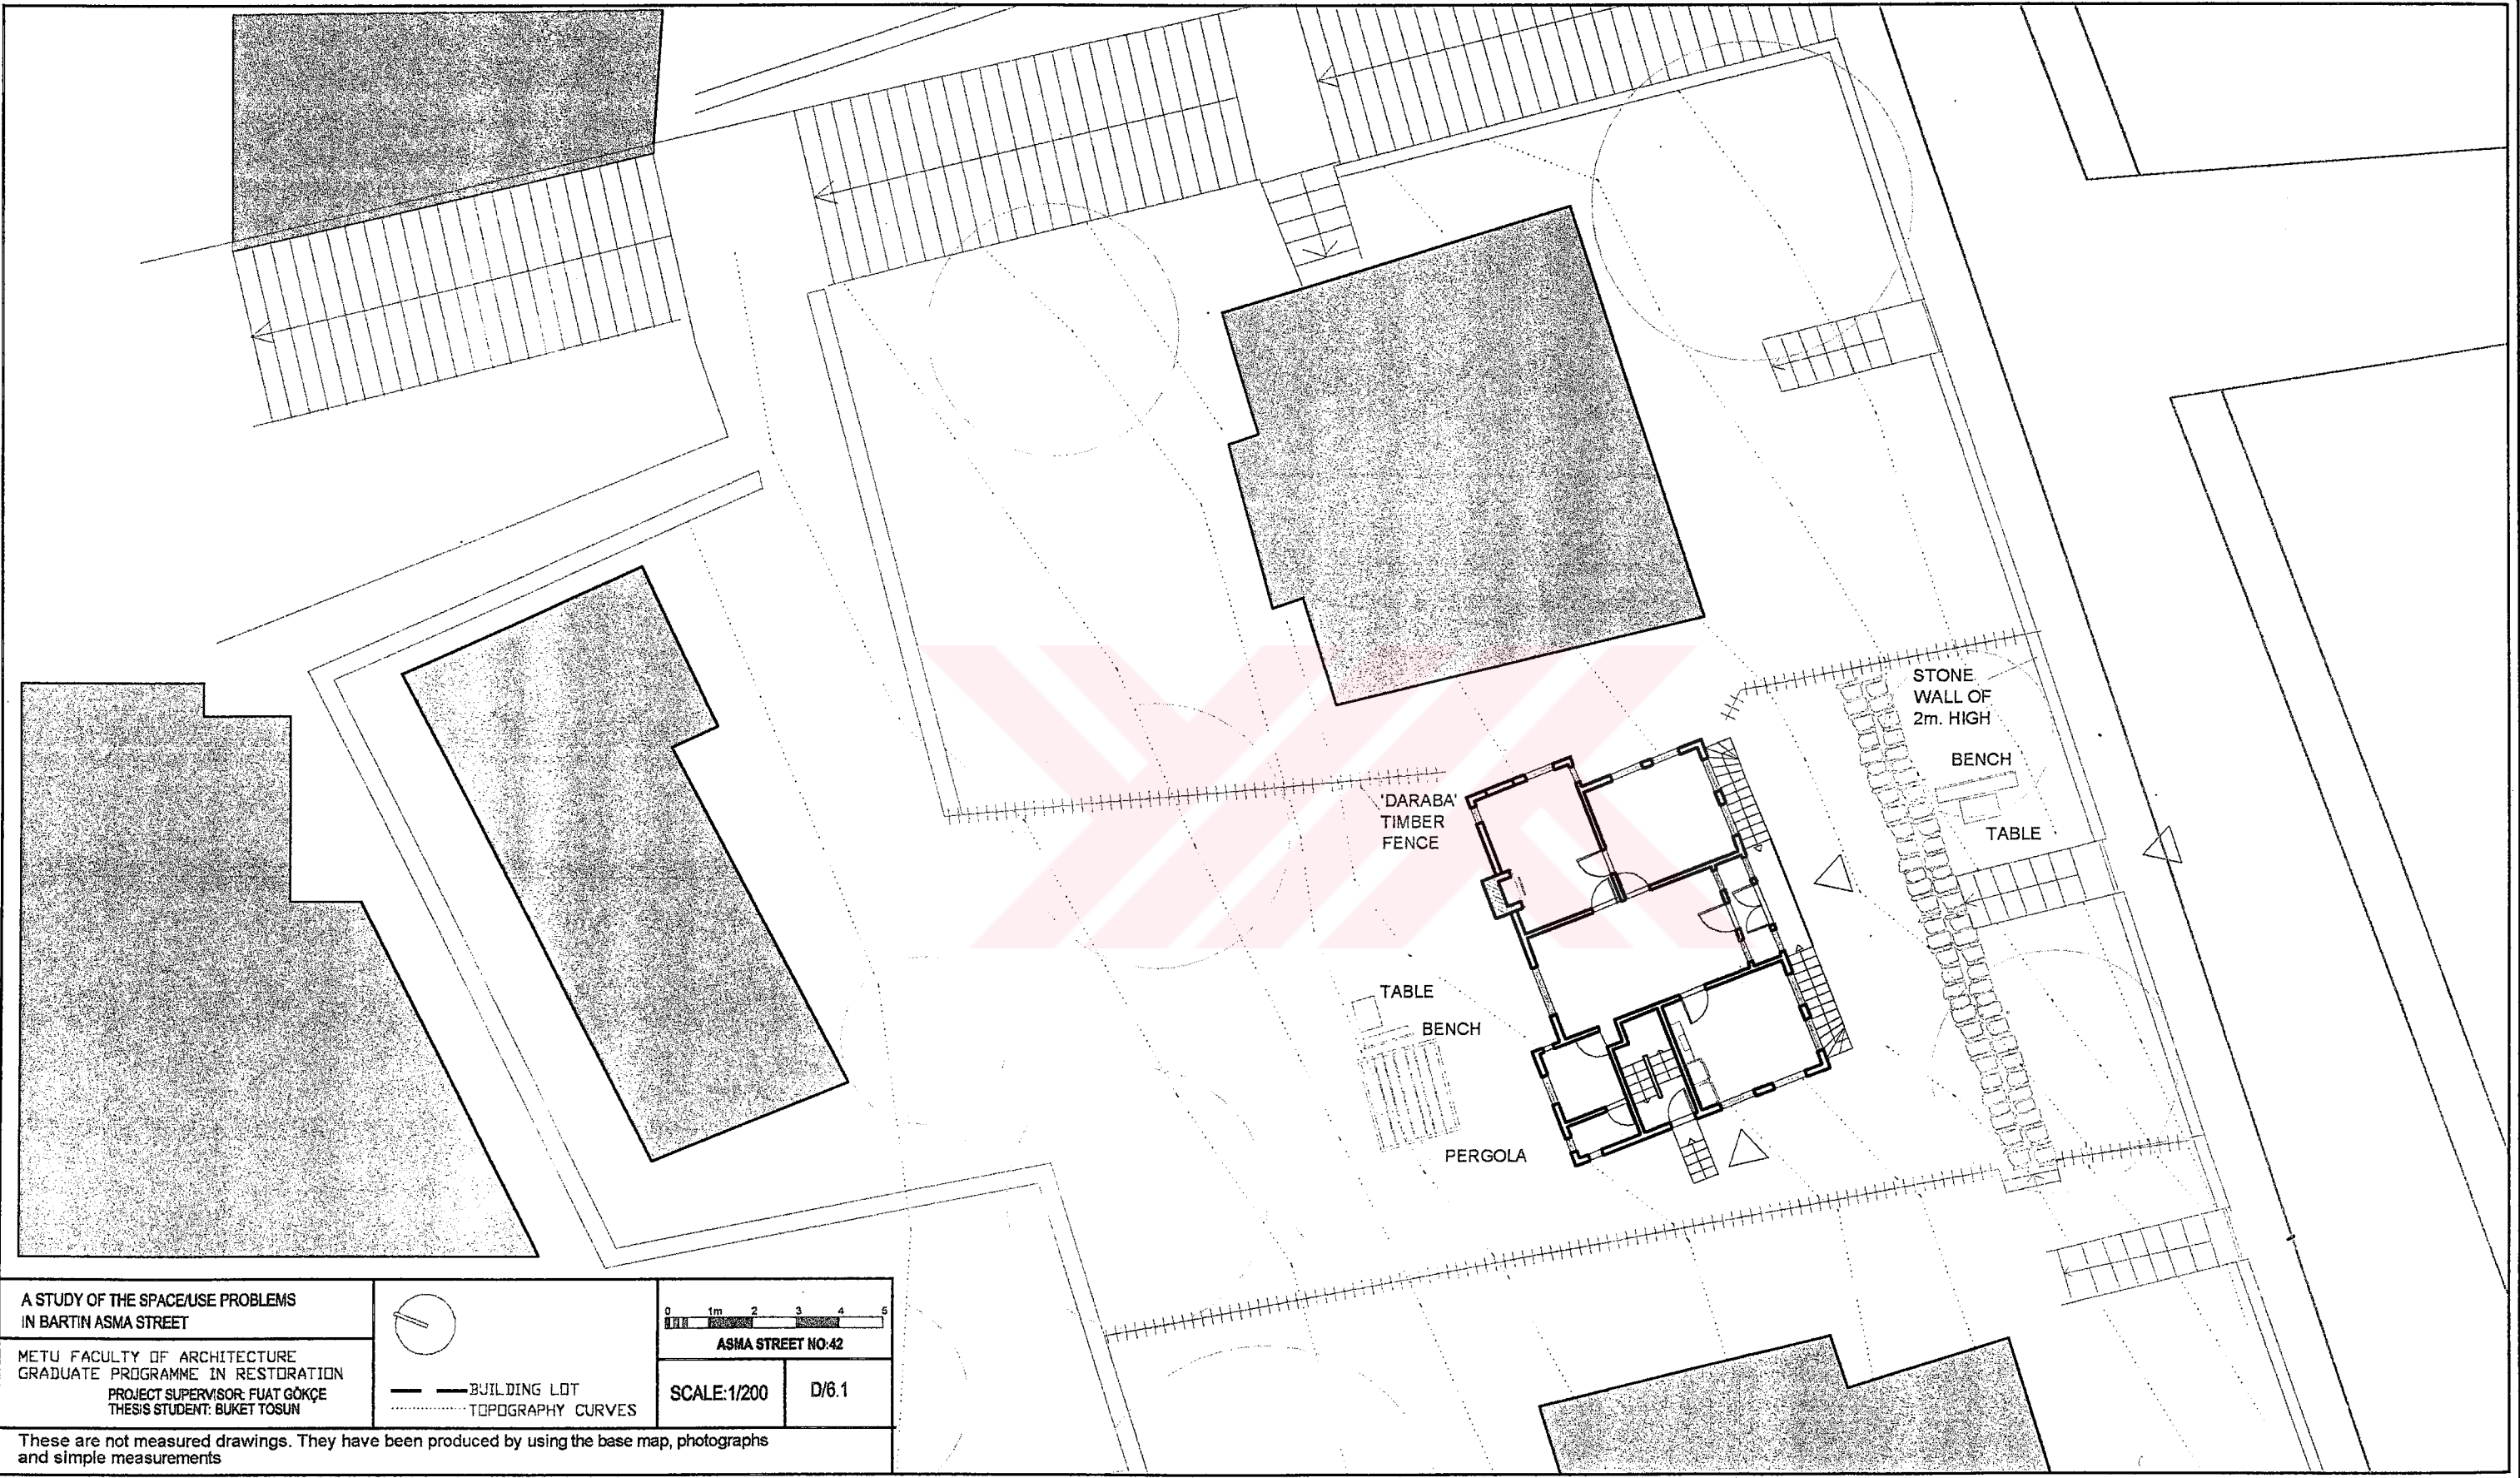 STONE
WALL OF
2m. HIGH
BENCH
TABLE
'DARABA'
TIMBER
FENCE
TABLE
BENCH
PERGOLA
A STUDY OF THE SPACE/USE PROBLEMS
IN BARTIN ASMA STREET
METU FACULTY OF ARCHITECTURE
GRADUATE PROGRAMME IN RESTORATION
PROJECT SUPERVISOR: FUAT GÖKÇE
THESIS STUDENT: BUKET TOSUN
BUILDING LOT
TOPOGRAPHY CURVES
0 1m 2 3 4 5
ASMA STREET NO:42
SCALE:1/200
D/6.1
These are not measured drawings. They have been produced by using the base map, photographs
and simple measurements